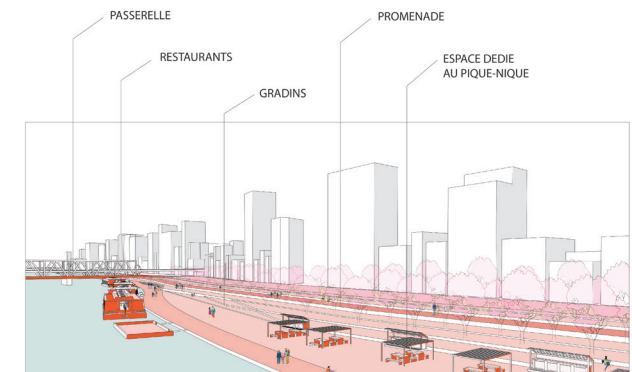 PASSERELLE
PROMENADE
RESTAURANTS
ESPACE DEDIE
AU PIQUE-NIQUE
GRADINS